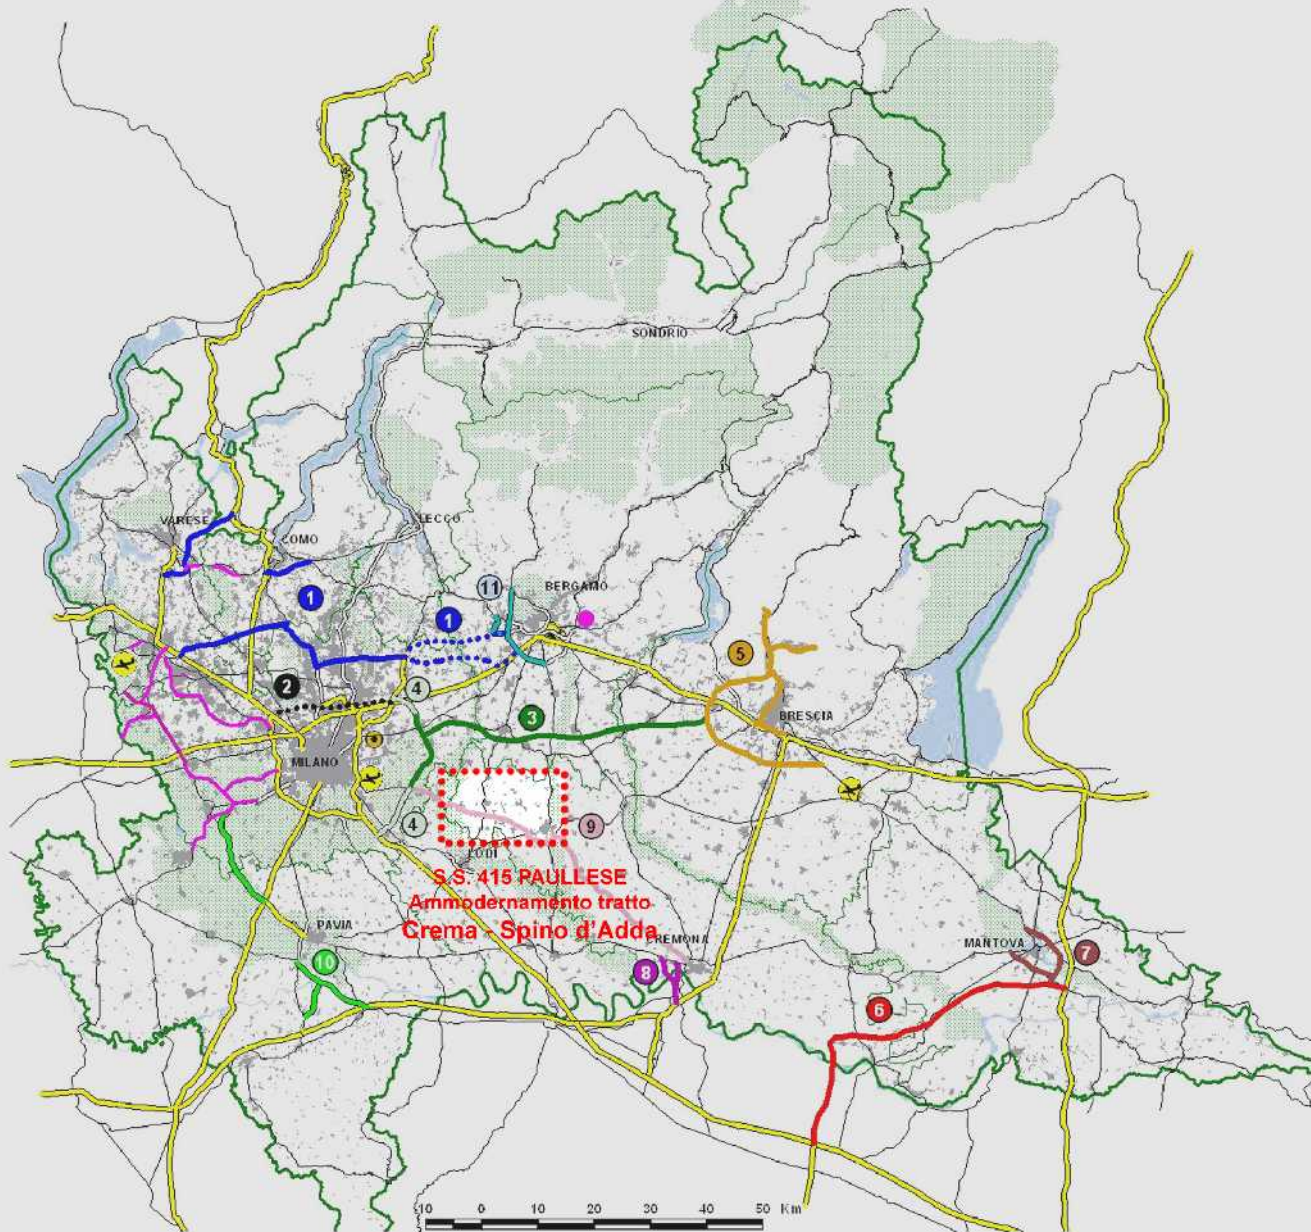 SONDRIO
VARESE
LECCO
COMO
11
BERGAMO
1
1
5
2
4
3
BRESCIA
MILANO
4
9
LODI
S.S. 415 PAULLESE
Ammodernamento tratto
Crema - Spino d'Adda
PAVIA
CREMONA
MANTOVA
7
10
8
6
10 0 10 20 30 40 50 Km